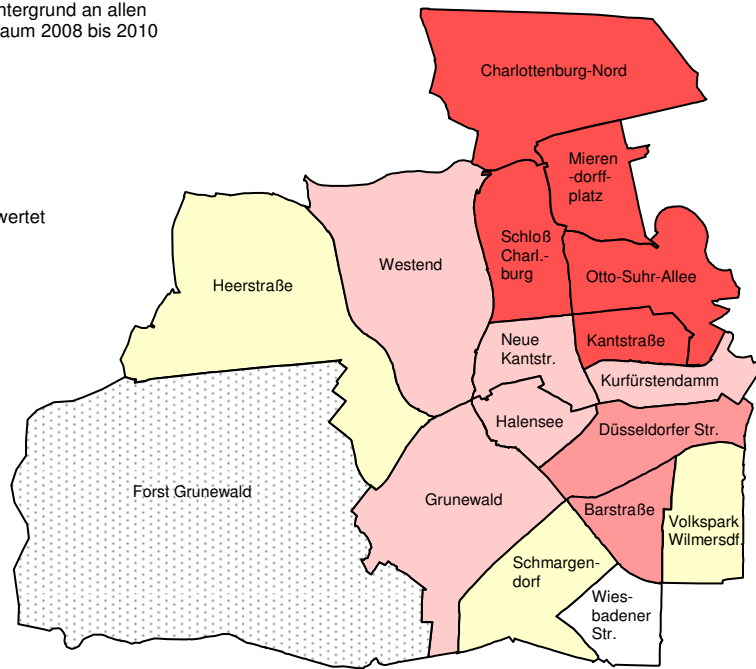 ntergrund an allen
aum 2008 bis 2010
wertet
Charlottenburg-Nord
Mieren
-dorff-
platz
Schloß
Charl.-
burg
Westend
Heerstraße
Otto-Suhr-Allee
Neue
Kantstr.
Kantstraße
Kurfürstendamm
Halensee
Düsseldorfer Str.
Forst Grunewald
Grunewald
Barstraße
Volkspark
Wilmersdf.
Schmargen-
dorf
Wies-
badener
Str.